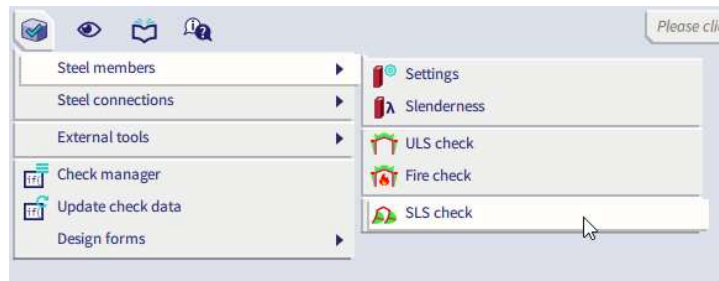 Please cli
Steel members
Steel connections
External tools
Check manager
Update check data
Design forms
Settings
Slenderness
ULS check
Fire check
SLS check